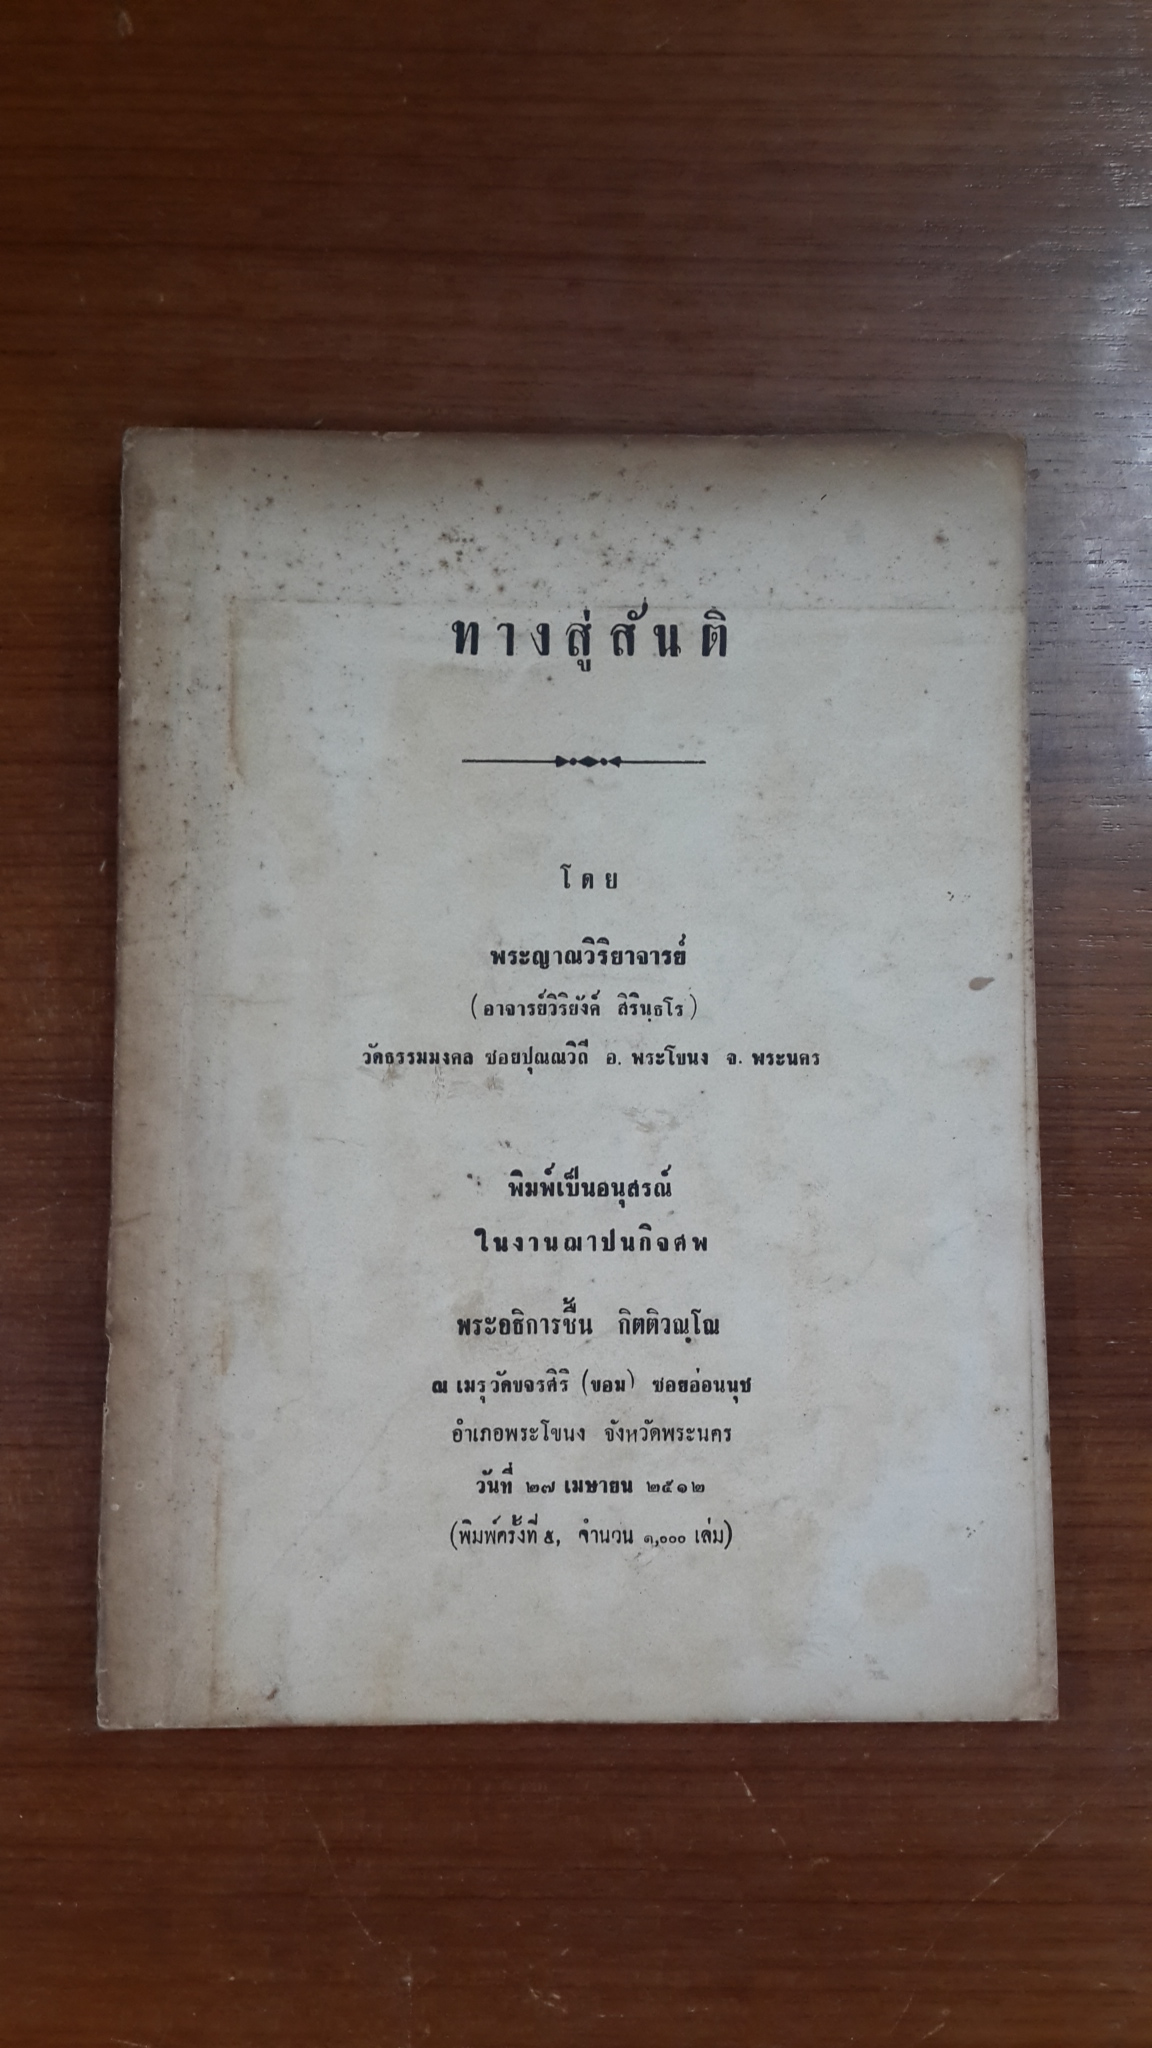 ทางสู่สันติ
โดย
พระญาณวิริยาจารย์
(อาจารย์วิริยังค์ สิรินฺธโร)
วัดธรรมมงคล ซอยปุณณวิถี อ. พระโขนง จ. พระนคร
พิมพ์เป็นอนุสรณ์
ในงานฌาปนกิจศพ
พระอธิการชื้น กิตติวณฺโณ
ณ เมรุวัดขจรศิริ (ขอม) ซอยอ่อนนุช
อำเภอพระโขนง จังหวัดพระนคร
วันที่ ๒๗ เมษายน ๒๕๑๒
(พิมพ์ครั้งที่ ๕, จำนวน ๑,๐๐๐ เล่ม)